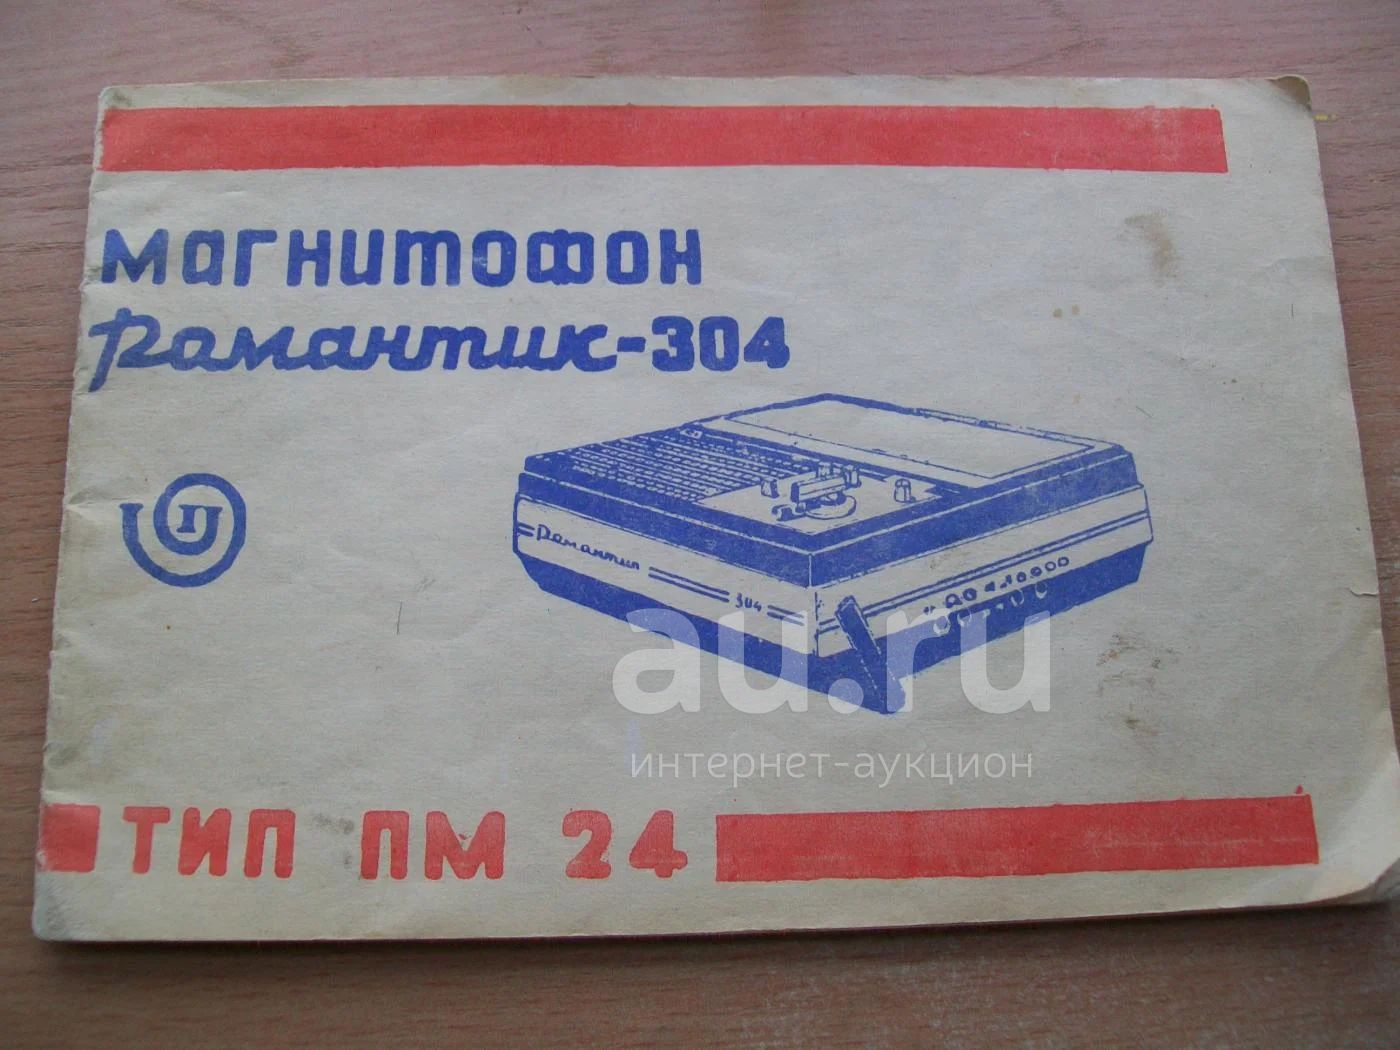 магнитофон
Романтик-304
П
Романтик 304
au.ru
интернет-аукцион
ТИП ПМ 24